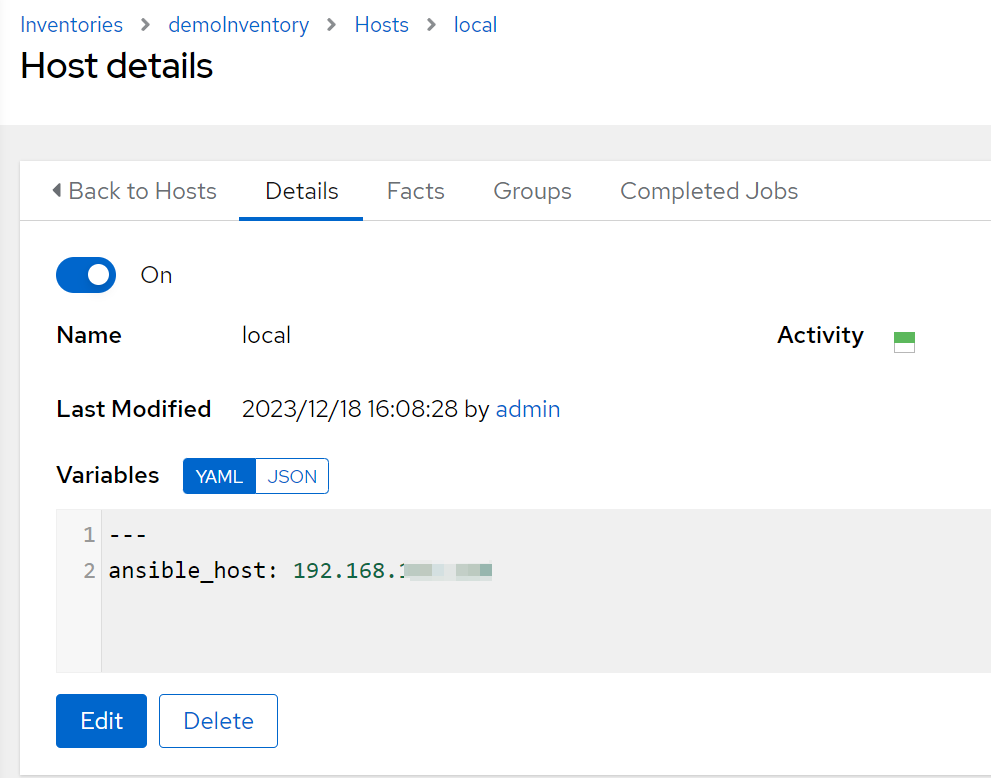 Inventories > demoInventory > Hosts > local
Host details
Back to Hosts Details Facts Groups Completed Jobs
On
Name local Activity
Last Modified 2023/12/18 16:08:28 by admin
Variables YAML JSON
1 ---
2 ansible_host: 192.168.1
Edit Delete